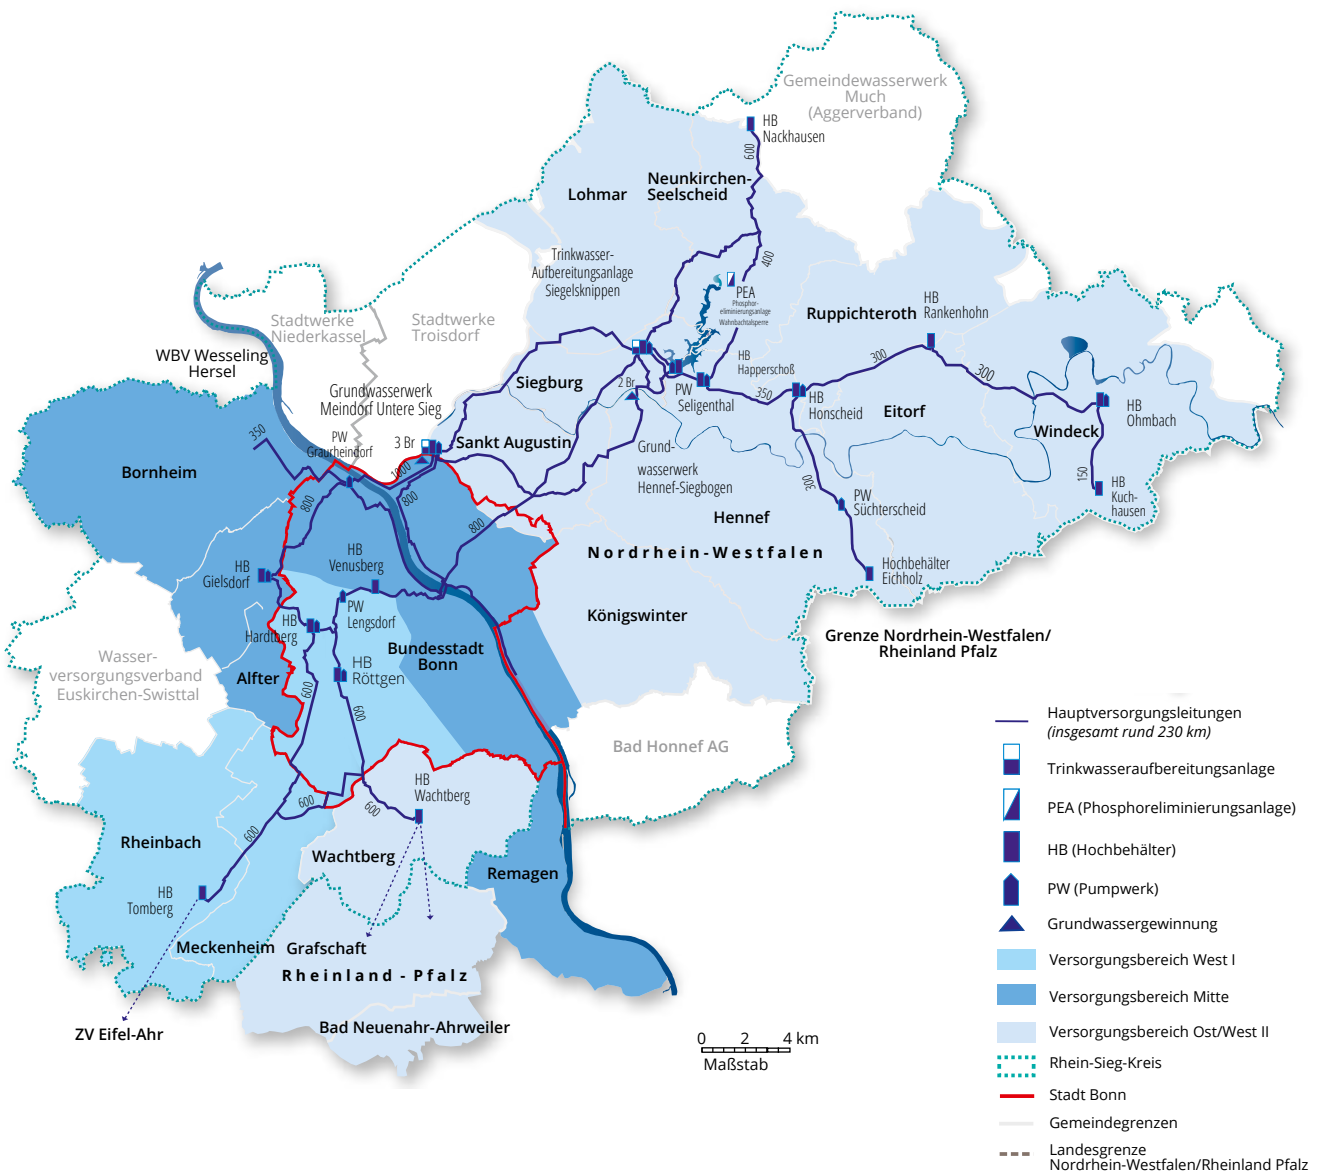 Gemeindewasserwerk
Much
(Aggerverband)
HB
Nackhausen
600
Neunkirchen-
Seelscheid
Lohmar
Trinkwasser-
Aufbereitungsanlage
Siegelsknippen
400
PEA
Phosphor-
eliminierungsanlage
Wahnbachtalsperre
HB
Rankenhohn
Ruppichteroth
Stadtwerke
Niederkassel
Stadtwerke
Troisdorf
WBV Wesseling
Hersel
HB
Happerschoß
300
300
Siegburg
2 Br
PW
Seligenthal
350
HB
Honscheid
Eitorf
HB
Ohmbach
Windeck
Grundwasserwerk
Meindorf Untere Sieg
PW
Graurheindorf
3 Br
Sankt Augustin
350
1000
Bornheim
Grund-
wasserwerk
Hennef-Siegbogen
150
HB
Kuch-
hausen
300
PW
Süchterscheid
800
800
800
Hennef
Nordrhein-Westfalen
HB
Venusberg
HB
Gielsdorf
Hochbehälter
Eichholz
PW
Lengsdorf
HB
Hardtberg
Königswinter
Grenze Nordrhein-Westfalen/
Rheinland Pfalz
Bundesstadt
Bonn
Wasser-
versorgungsverband
Euskirchen-Swisttal
Alfter
HB
Röttgen
600
600
Bad Honnef AG
HB
Wachtberg
600
600
600
Rheinbach
Wachtberg
Remagen
HB
Tomberg
Meckenheim
Grafschaft
Rheinland - Pfalz
ZV Eifel-Ahr
Bad Neuenahr-Ahrweiler
0 2 4 km
Maßstab
Hauptversorgungsleitungen
(insgesamt rund 230 km)
Trinkwasseraufbereitungsanlage
PEA (Phosphoreliminierungsanlage)
HB (Hochbehälter)
PW (Pumpwerk)
Grundwassergewinnung
Versorgungsbereich West I
Versorgungsbereich Mitte
Versorgungsbereich Ost/West II
Rhein-Sieg-Kreis
Stadt Bonn
Gemeindegrenzen
Landesgrenze
Nordrhein-Westfalen/Rheinland Pfalz